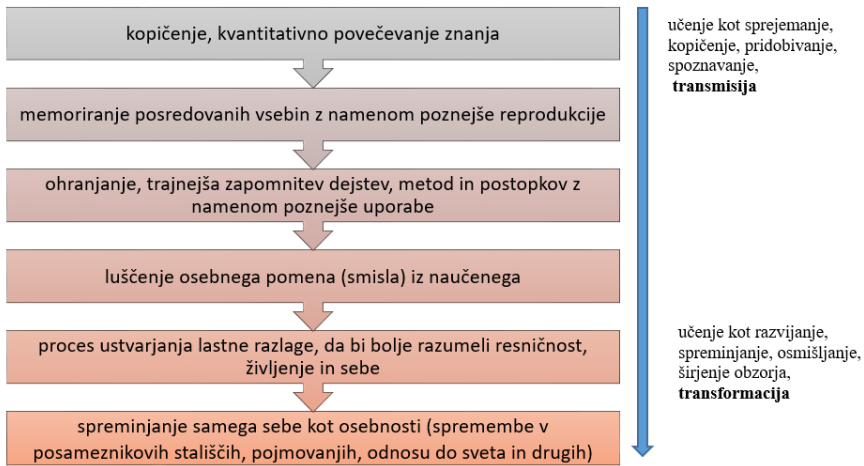 kopičenje, kvantitativno povečevanje znanja
memoriranje posredovanih vsebin z namenom poznejše reprodukcije
ohranjanje, trajnejša zapomnitev dejstev, metod in postopkov z
namenom poznejše uporabe
luščenje osebnega pomena (smisla) iz naučenega
proces ustvarjanja lastne razlage, da bi bolje razumeli resničnost,
življenje in sebe
spreminjanje samega sebe kot osebnosti (spremembe v
posameznikovih stališčih, pojmovanjih, odnosu do sveta in drugih)
učenje kot sprejemanje,
kopičenje, pridobivanje,
spoznavanje,
transmisija
učenje kot razvijanje,
spreminjanje, osmišljanje,
širjenje obzorja,
transformacija